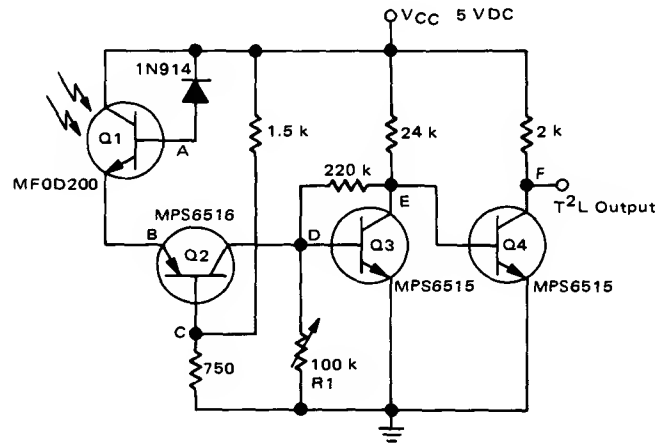 VCC 5 VDC
1N914
1.5 k
24 k
2 k
Q1
A
MFOD200
220 k
E
F
T²L Output
MPS6516
B
Q2
D
Q3
Q4
MPS6515
MPS6515
C
750
100 k
R1